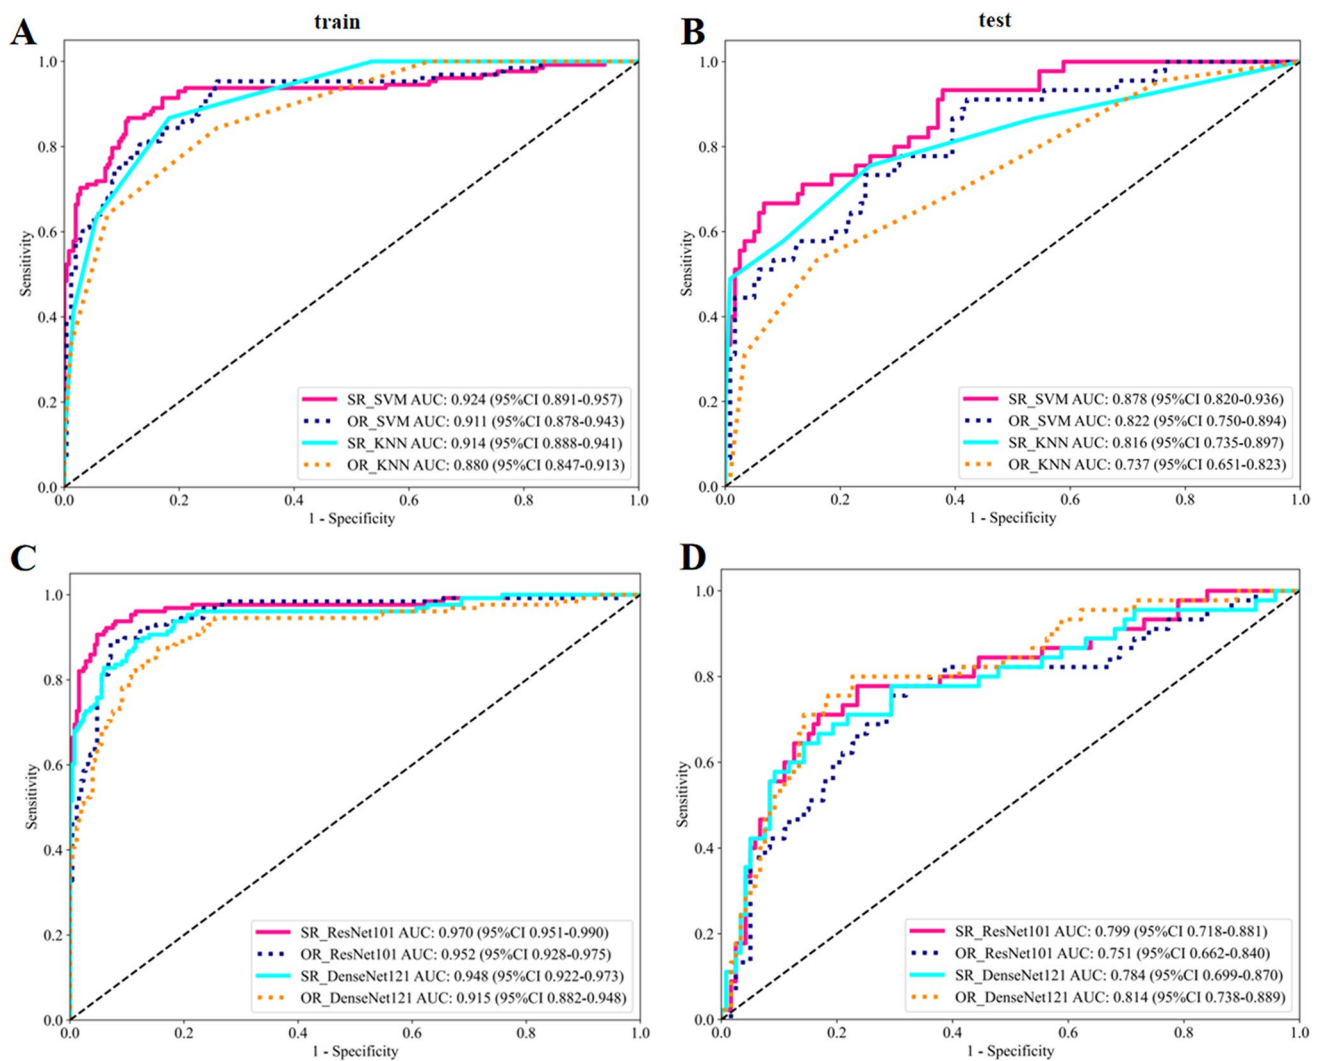 A
train
1.0
0.8
0.6
0.4
0.2
0.0
Sensitivity
SR_SVM AUC: 0.924 (95%CI 0.891-0.957)
OR_SVM AUC: 0.911 (95%CI 0.878-0.943)
SR_KNN AUC: 0.914 (95%CI 0.888-0.941)
OR_KNN AUC: 0.880 (95%CI 0.847-0.913)
0.0 0.2 0.4 0.6 0.8 1.0
1 - Specificity
B
test
1.0
0.8
0.6
0.4
0.2
0.0
Sensitivity
SR_SVM AUC: 0.878 (95%CI 0.820-0.936)
OR_SVM AUC: 0.822 (95%CI 0.750-0.894)
SR_KNN AUC: 0.816 (95%CI 0.735-0.897)
OR_KNN AUC: 0.737 (95%CI 0.651-0.823)
0.0 0.2 0.4 0.6 0.8 1.0
1 - Specificity
C
1.0
0.8
0.6
0.4
0.2
0.0
Sensitivity
SR_ResNet101 AUC: 0.970 (95%CI 0.951-0.990)
OR_ResNet101 AUC: 0.952 (95%CI 0.928-0.975)
SR_DenseNet121 AUC: 0.948 (95%CI 0.922-0.973)
OR_DenseNet121 AUC: 0.915 (95%CI 0.882-0.948)
0.0 0.2 0.4 0.6 0.8 1.0
1 - Specificity
D
1.0
0.8
0.6
0.4
0.2
0.0
Sensitivity
SR_ResNet101 AUC: 0.799 (95%CI 0.718-0.881)
OR_ResNet101 AUC: 0.751 (95%CI 0.662-0.840)
SR_DenseNet121 AUC: 0.784 (95%CI 0.699-0.870)
OR_DenseNet121 AUC: 0.814 (95%CI 0.738-0.889)
0.0 0.2 0.4 0.6 0.8 1.0
1 - Specificity